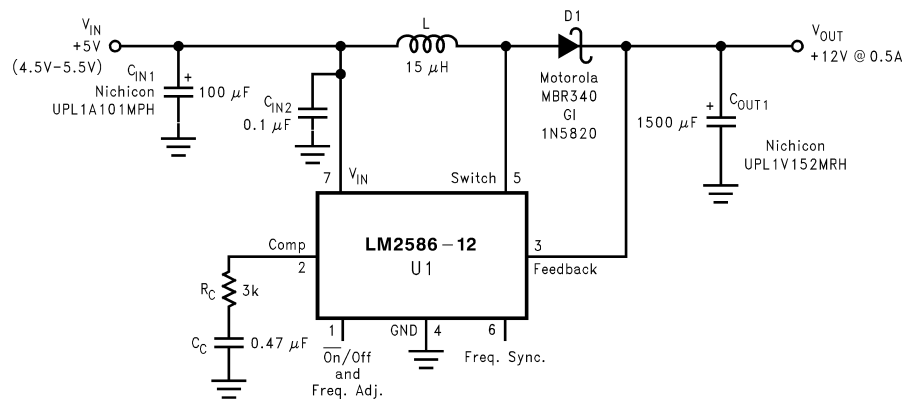 V_IN
+5V
(4.5V–5.5V)
C_IN1
Nichicon
UPL1A101MPH
+
100 μF
C_IN2
0.1 μF
L
15 μH
D1
Motorola
MBR340
GI
1N5820
V_OUT
+12V @ 0.5A
+
C_OUT1
1500 μF
Nichicon
UPL1V152MRH
7
V_IN
Switch
5
LM2586–12
U1
Comp
2
3
Feedback
R_C
3k
C_C
0.47 μF
1
O̅n̅/Off
and
Freq. Adj.
GND
4
6
Freq. Sync.